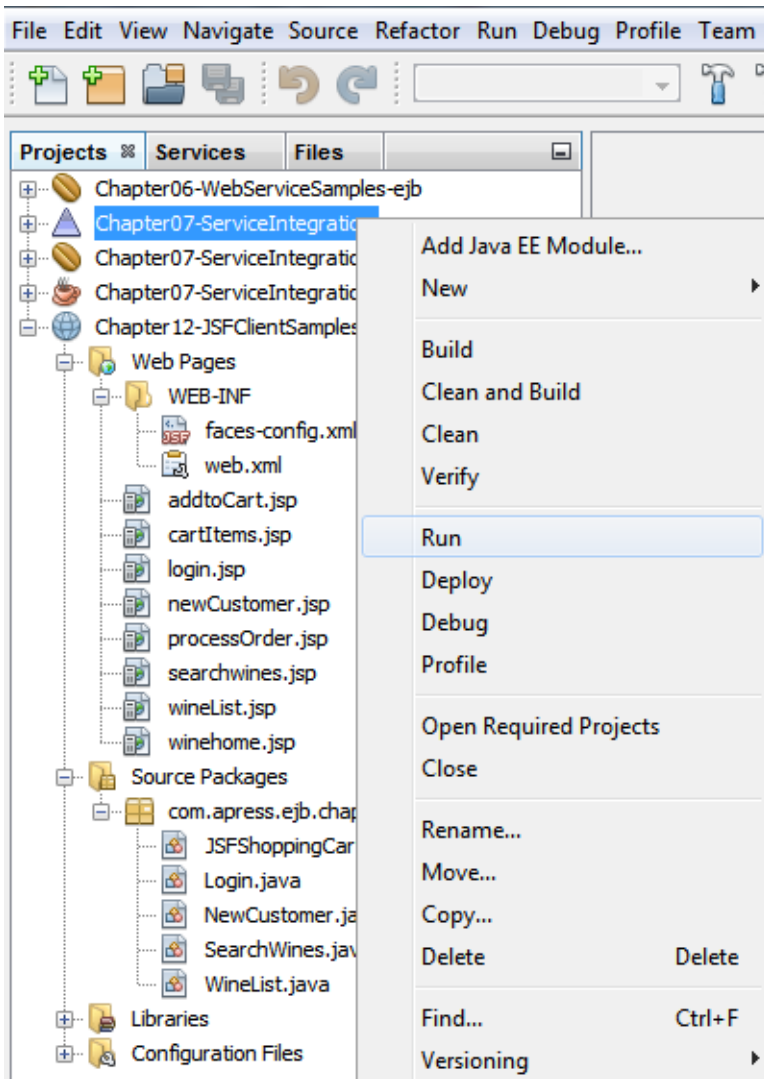 File Edit View Navigate Source Refactor Run Debug Profile Team
Projects Services Files
Chapter06-WebServiceSamples-ejb
Chapter07-ServiceIntegratio
Chapter07-ServiceIntegratio
Chapter07-ServiceIntegratio
Chapter12-JSFClientSamples
Web Pages
WEB-INF
faces-config.xml
web.xml
addtoCart.jsp
cartItems.jsp
login.jsp
newCustomer.jsp
processOrder.jsp
searchwines.jsp
wineList.jsp
winehome.jsp
Source Packages
com.apress.ejb.chap
JSFShoppingCar
Login.java
NewCustomer.ja
SearchWines.jav
WineList.java
Libraries
Configuration Files
Add Java EE Module...
New
Build
Clean and Build
Clean
Verify
Run
Deploy
Debug
Profile
Open Required Projects
Close
Rename...
Move...
Copy...
Delete Delete
Find... Ctrl+F
Versioning